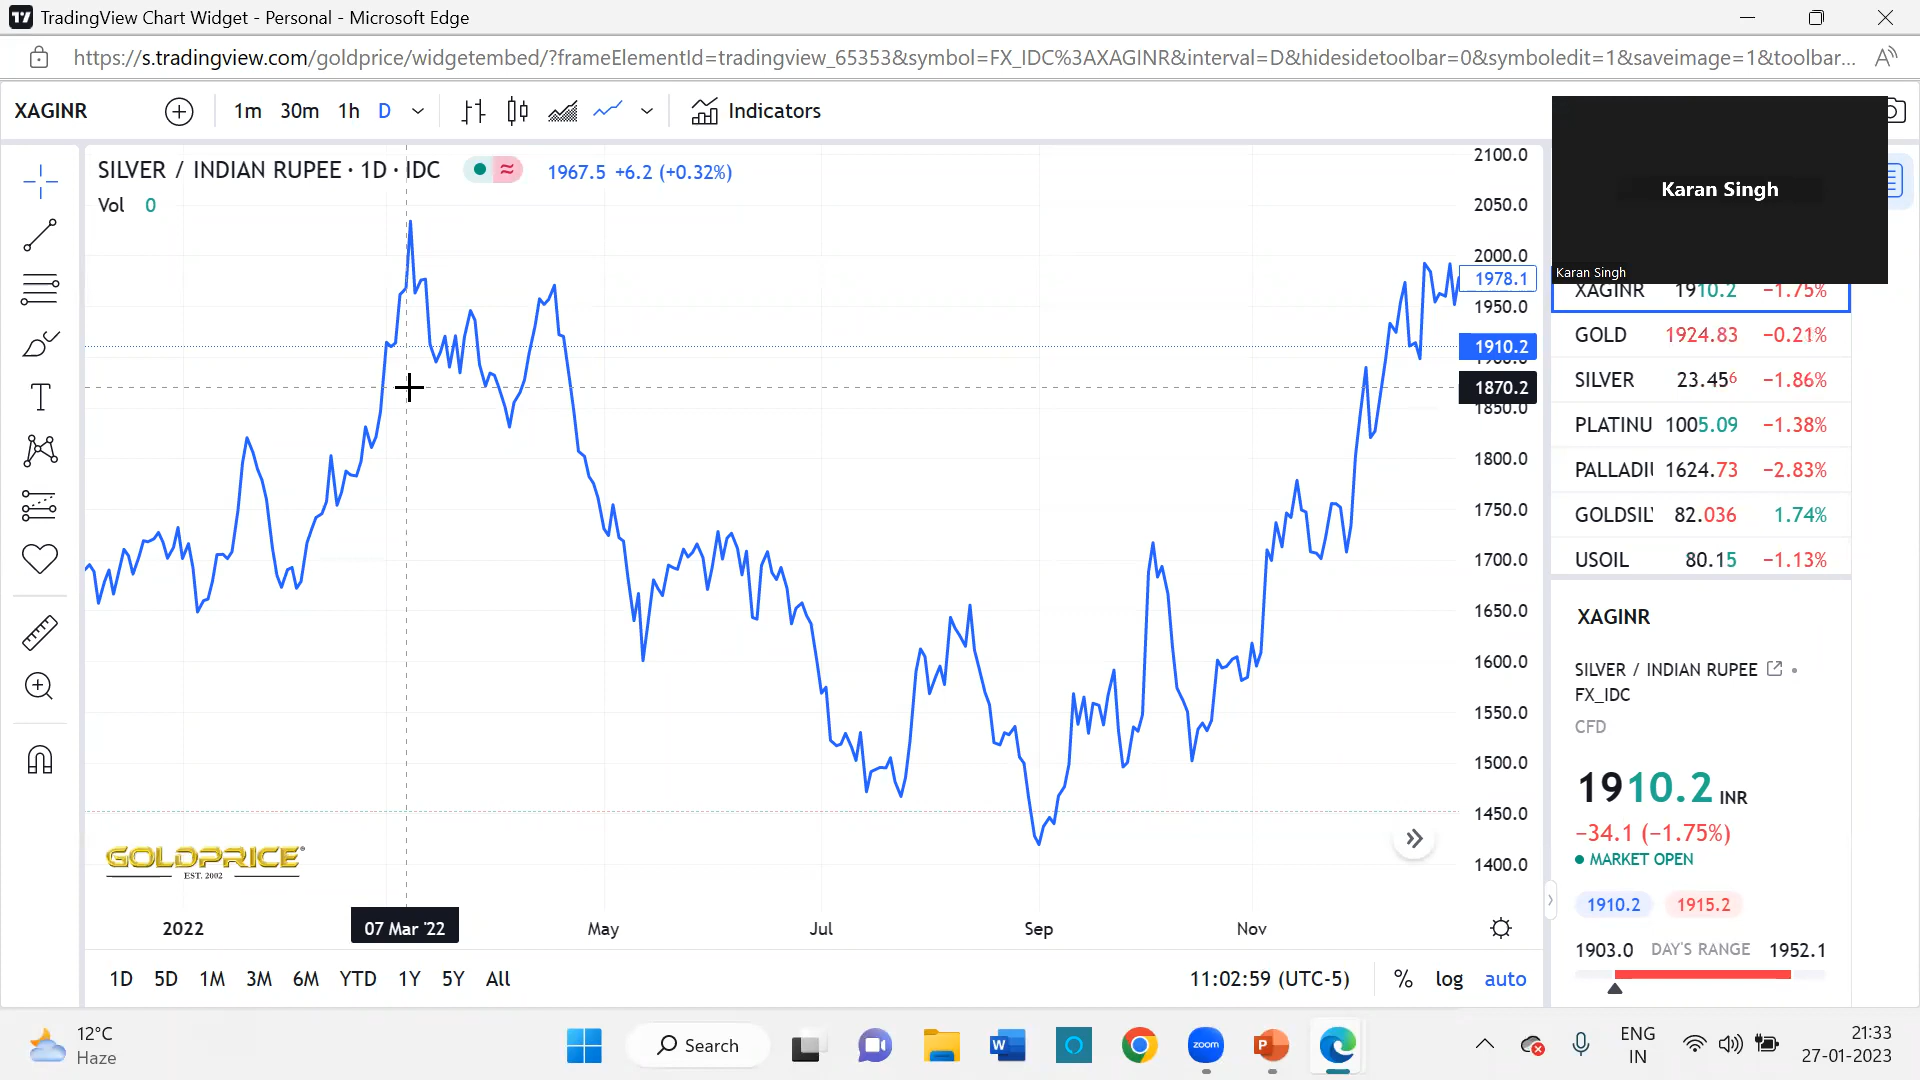 TradingView Chart Widget - Personal - Microsoft Edge
https://s.tradingview.com/goldprice/widgetembed/?frameElementId=tradingview_65353&symbol=FX_IDC%3AXAGINR&interval=D&hidesidetoolbar=0&symboledit=1&saveimage=1&toolbar...
XAGINR 1m 30m 1h D Indicators
SILVER / INDIAN RUPEE · 1D · IDC 1967.5 +6.2 (+0.32%)
Vol 0
2100.0
2050.0
2000.0
1978.1
1950.0
1910.2
1870.2
1850.0
1800.0
1750.0
1700.0
1650.0
1600.0
1550.0
1500.0
1450.0
1400.0
GOLDPRICE
EST. 2002
2022 07 Mar '22 May Jul Sep Nov
1D 5D 1M 3M 6M YTD 1Y 5Y All 11:02:59 (UTC-5) % log auto
Karan Singh
Karan Singh
XAGINR 1910.2 −1.75%
GOLD 1924.83 −0.21%
SILVER 23.456 −1.86%
PLATINU 1005.09 −1.38%
PALLADI 1624.73 −2.83%
GOLDSIL 82.036 1.74%
USOIL 80.15 −1.13%
XAGINR
SILVER / INDIAN RUPEE
FX_IDC
CFD
1910.2 INR
−34.1 (−1.75%)
MARKET OPEN
1910.2 1915.2
1903.0 DAY'S RANGE 1952.1
12°C
Haze
Search
zoom
ENG
IN
21:33
27-01-2023